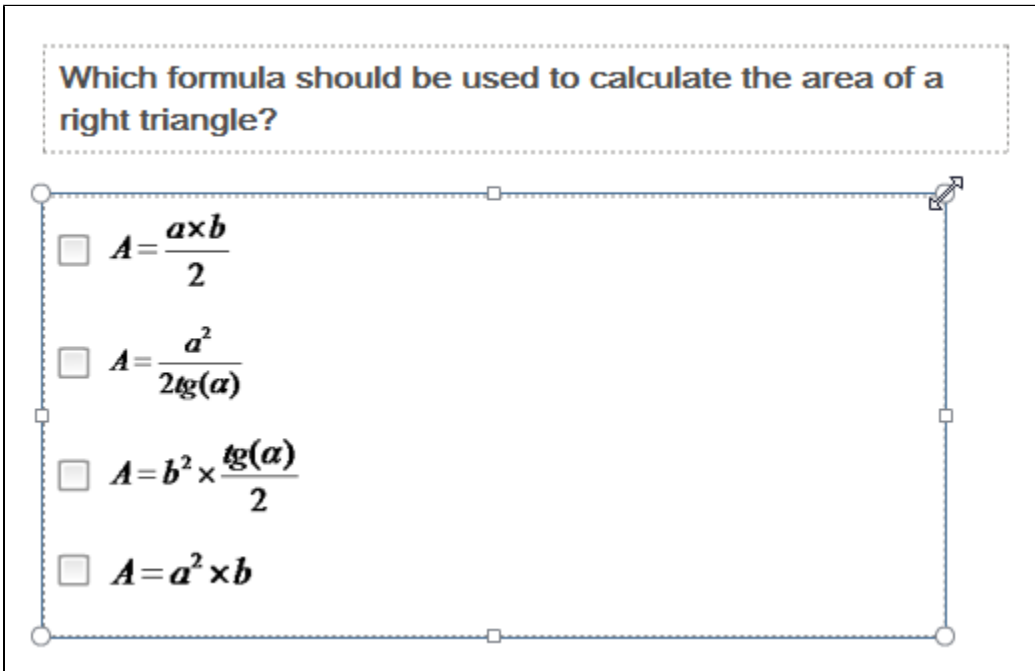 Which formula should be used to calculate the area of a
right triangle?
A=a×b/2
A=a²/2tg(α)
A=b²×tg(α)/2
A=a²×b